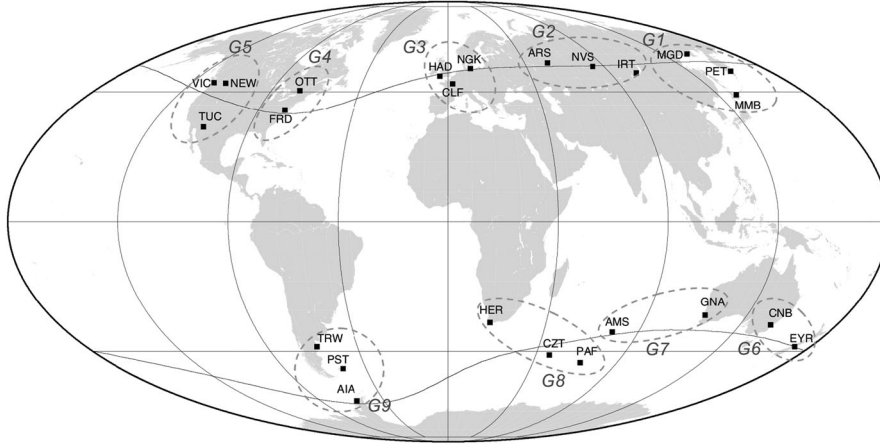 G5
G4
G3
G2
G1
HAD
NGK
CLF
ARS
NVS
IRT
MGD
PET
MMB
VIC
NEW
OTT
TUC
FRD
HER
AMS
GNA
CNB
EYR
CZT
PAF
G7
G6
G8
TRW
PST
AIA
G9